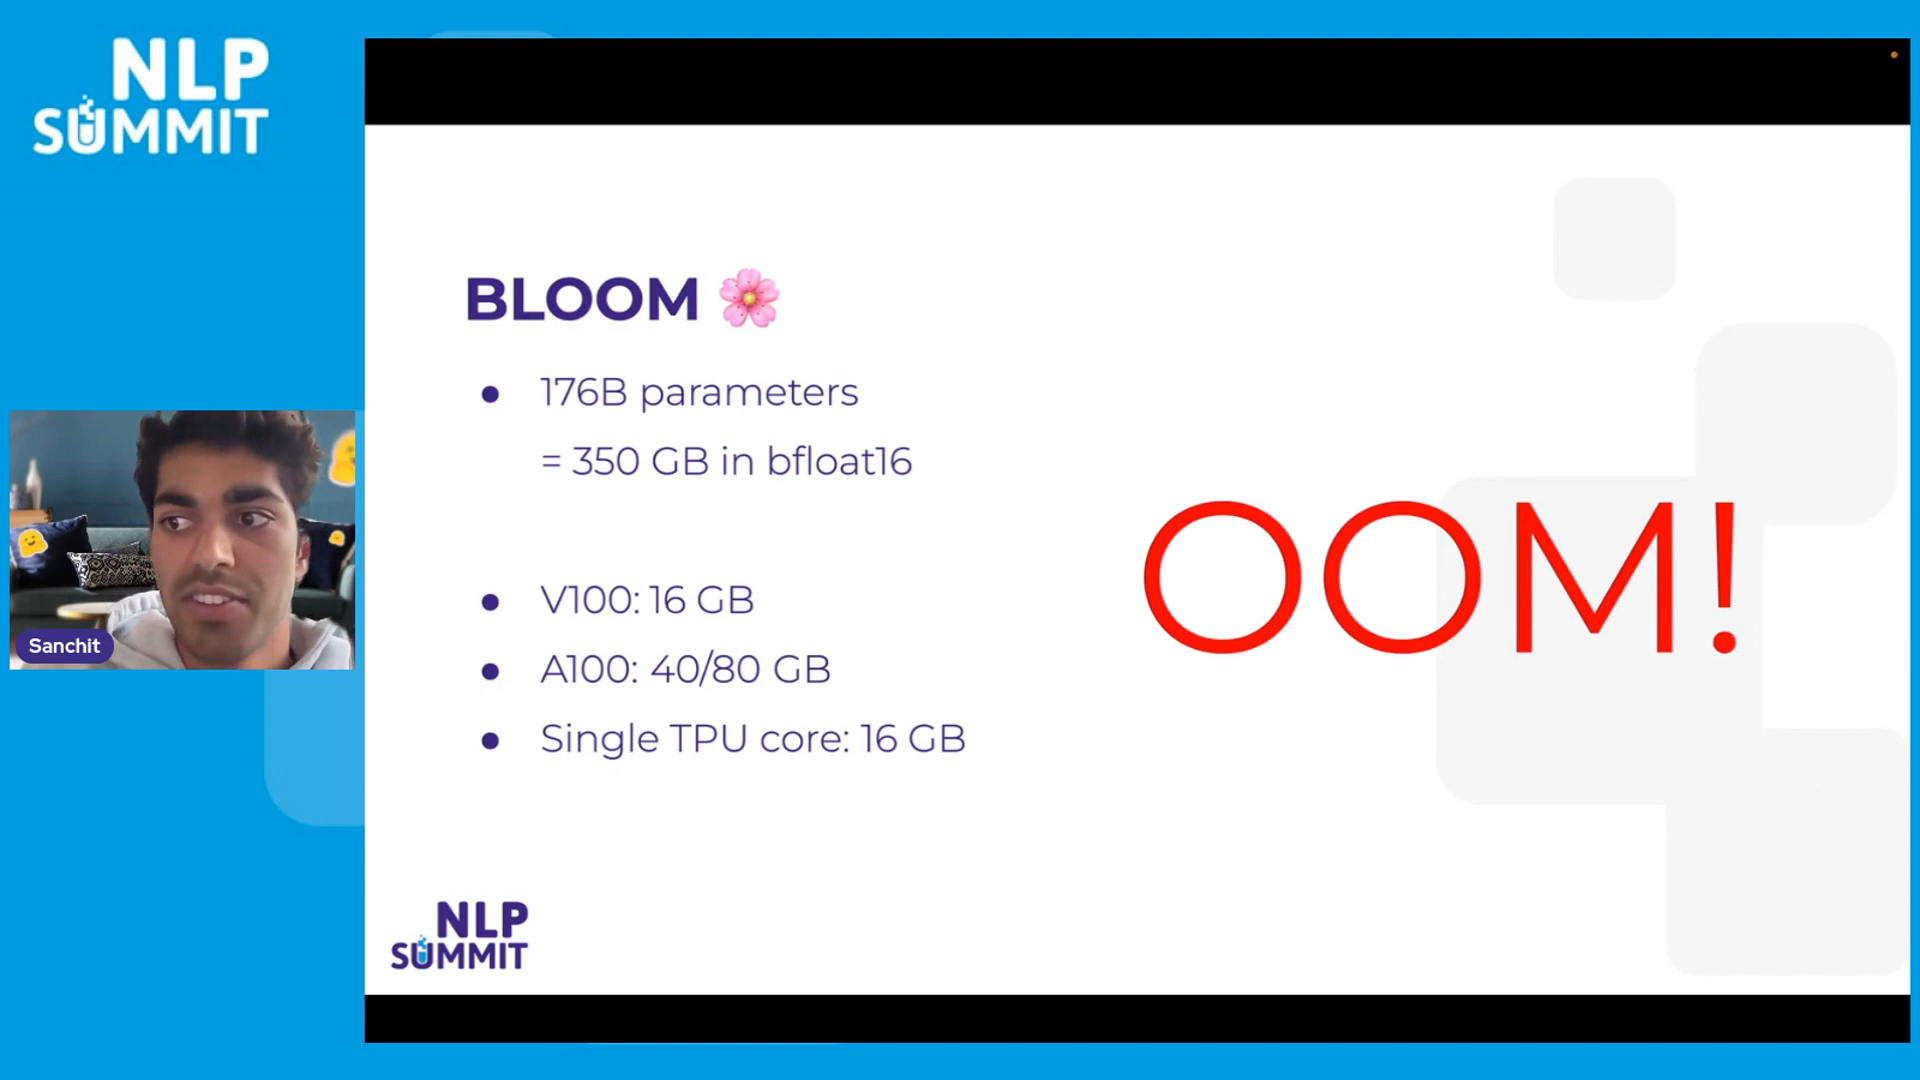 NLP
SUMMIT
BLOOM 🌸
● 176B parameters
= 350 GB in bfloat16
● V100: 16 GB
● A100: 40/80 GB
● Single TPU core: 16 GB
OOM!
Sanchit
NLP
SUMMIT